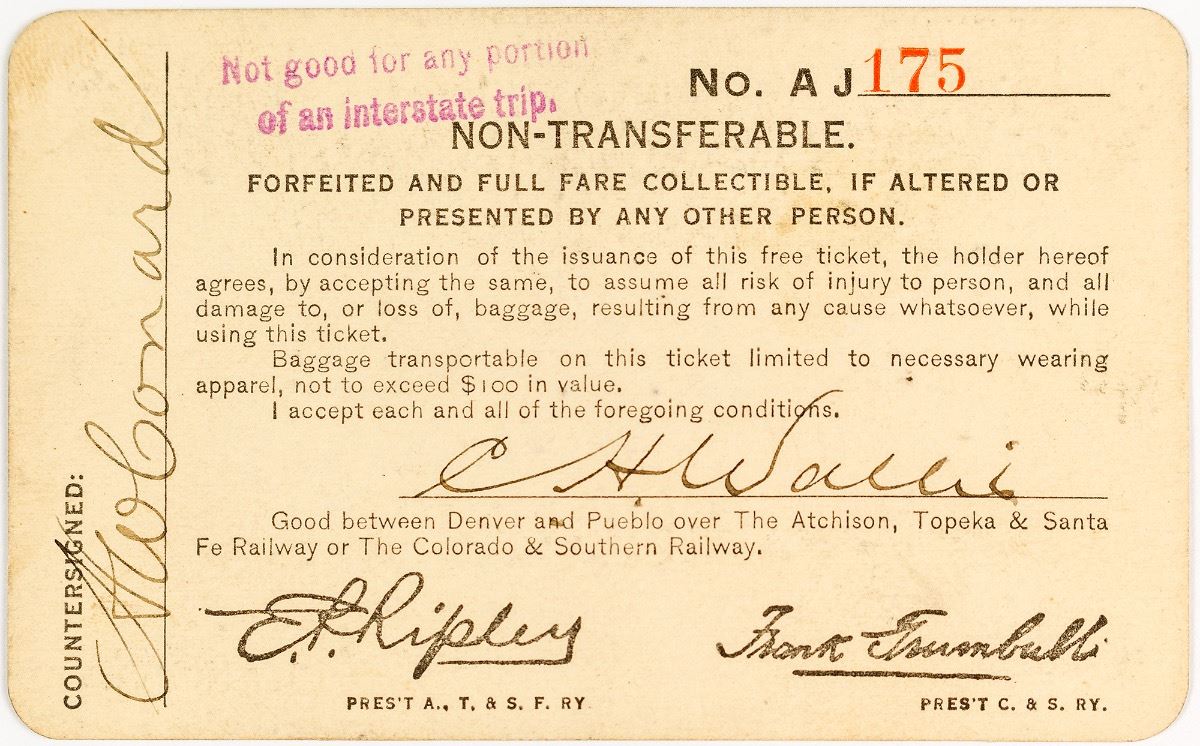 Not good for any portion
of an interstate trip.
No. AJ 175
NON-TRANSFERABLE.
FORFEITED AND FULL FARE COLLECTIBLE, IF ALTERED OR
PRESENTED BY ANY OTHER PERSON.
In consideration of the issuance of this free ticket, the holder hereof
agrees, by accepting the same, to assume all risk of injury to person, and all
damage to, or loss of, baggage, resulting from any cause whatsoever, while
using this ticket.
Baggage transportable on this ticket limited to necessary wearing
apparel, not to exceed $100 in value.
I accept each and all of the foregoing conditions.
C H Wallis
Good between Denver and Pueblo over The Atchison, Topeka & Santa
Fe Railway or The Colorado & Southern Railway.
E.P. Ripley
Frank Trumbull
PRES'T A., T. & S. F. RY
PRES'T C. & S. RY.
COUNTERSIGNED:
Conard